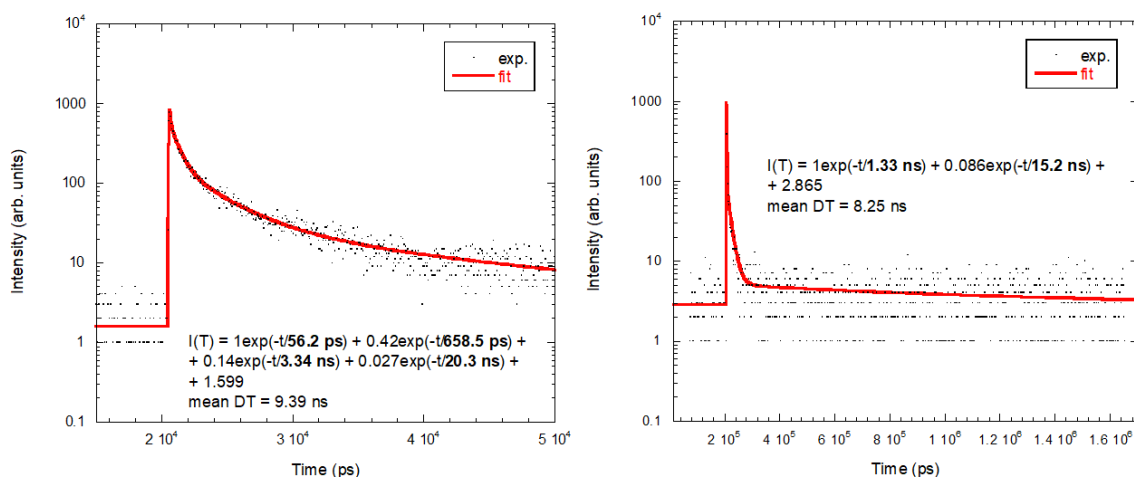 10⁴
exp.
fit
1000
100
10
1
0.1
Intensity (arb. units)
I(T) = 1exp(-t/56.2 ps) + 0.42exp(-t/658.5 ps) +
+ 0.14exp(-t/3.34 ns) + 0.027exp(-t/20.3 ns) +
+ 1.599
mean DT = 9.39 ns
2 10⁴ 3 10⁴ 4 10⁴ 5 10⁴
Time (ps)
10⁴
exp.
fit
1000
100
10
1
0.1
Intensity (arb. units)
I(T) = 1exp(-t/1.33 ns) + 0.086exp(-t/15.2 ns) +
+ 2.865
mean DT = 8.25 ns
2 10⁵ 4 10⁵ 6 10⁵ 8 10⁵ 1 10⁶ 1.2 10⁶ 1.4 10⁶ 1.6 10⁶
Time (ps)